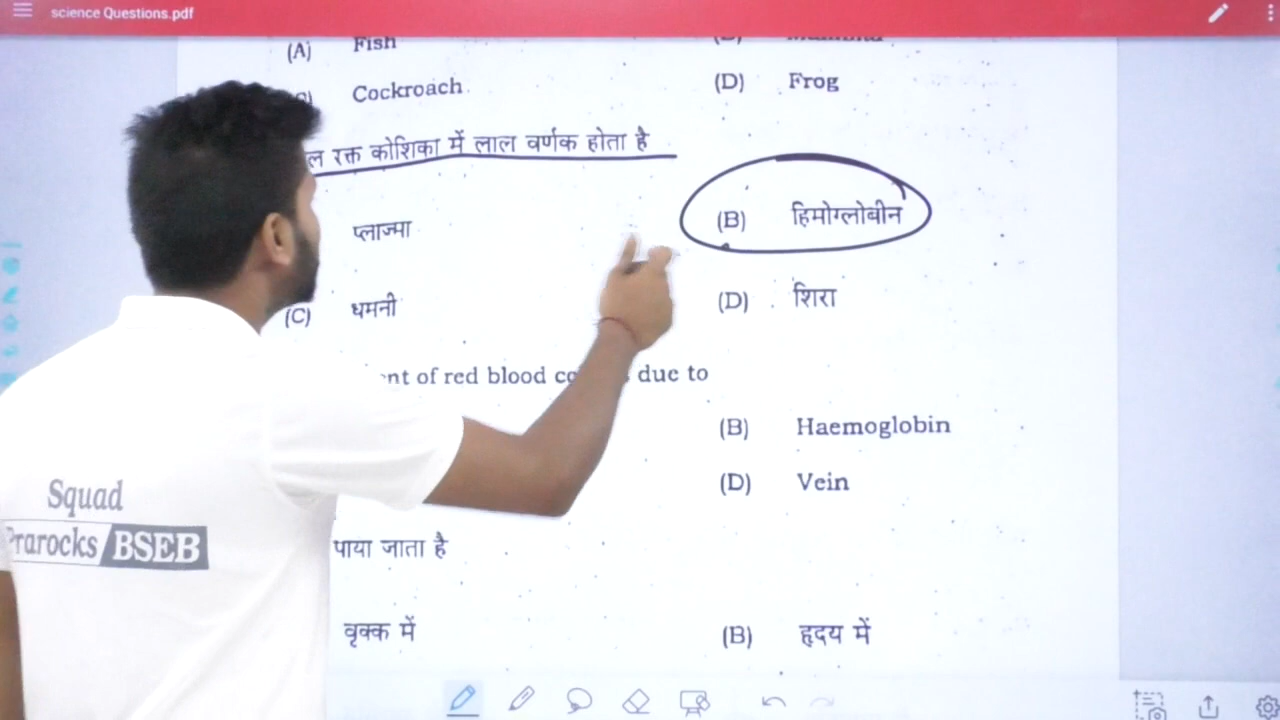 science Questions.pdf
(A) Fish
Cockroach (D) Frog
रक्त कोशिका में लाल वर्णक होता है
प्लाज्मा (B) हिमोग्लोबीन
(C) धमनी (D) शिरा
of red blood due to
(B) Haemoglobin
(D) Vein
पाया जाता है
वृक्क में (B) हृदय में
Squad
Prarocks BSEB